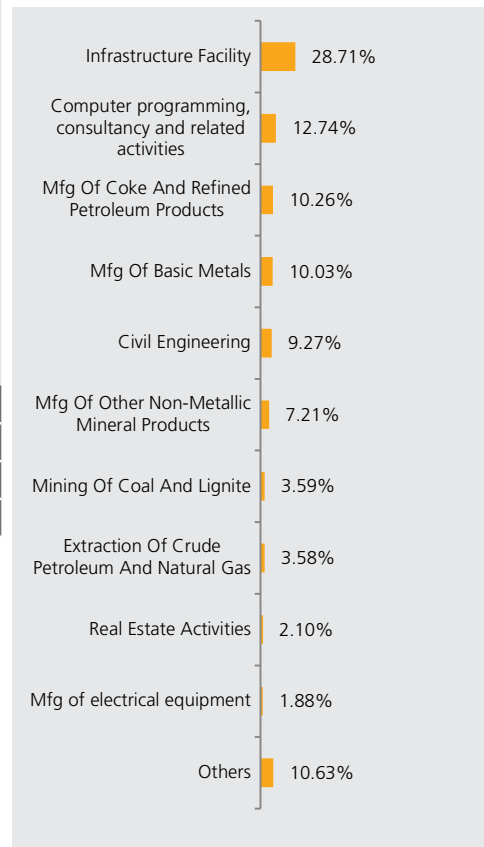 Infrastructure Facility 28.71%
Computer programming,
consultancy and related
activities 12.74%
Mfg Of Coke And Refined
Petroleum Products 10.26%
Mfg Of Basic Metals 10.03%
Civil Engineering 9.27%
Mfg Of Other Non-Metallic
Mineral Products 7.21%
Mining Of Coal And Lignite 3.59%
Extraction Of Crude
Petroleum And Natural Gas 3.58%
Real Estate Activities 2.10%
Mfg of electrical equipment 1.88%
Others 10.63%